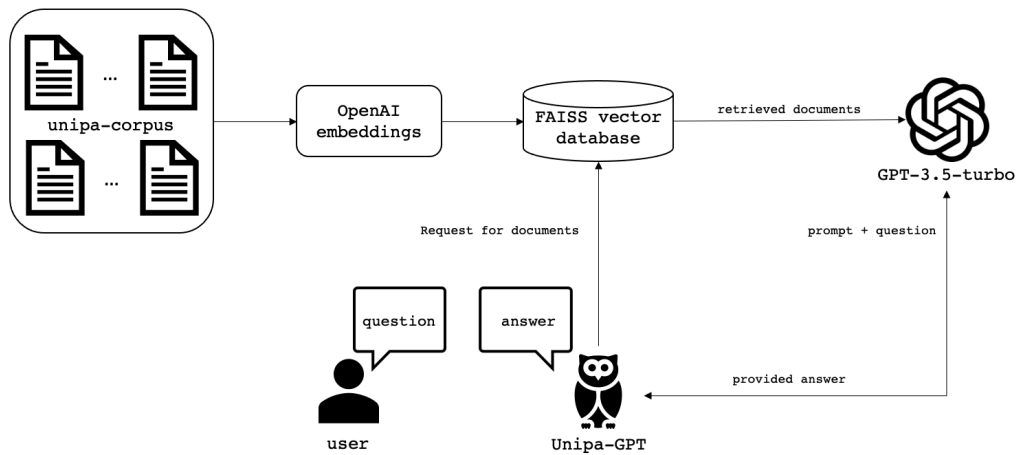 ...
unipa-corpus
...
OpenAI
embeddings
FAISS vector
database
retrieved documents
GPT-3.5-turbo
Request for documents
prompt + question
question
answer
provided answer
user
Unipa-GPT